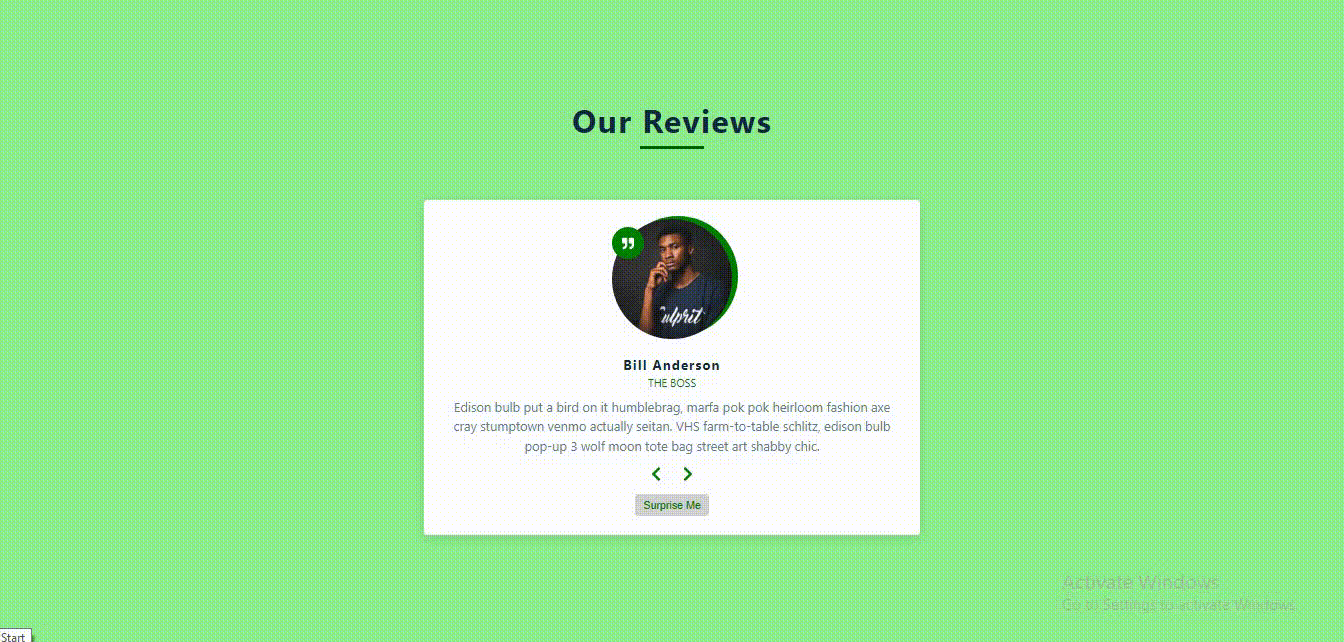 Our Reviews
Culprit
Bill Anderson
THE BOSS
Edison bulb put a bird on it humblebrag, marfa pok pok heirloom fashion axe
cray stumptown venmo actually seitan. VHS farm-to-table schlitz, edison bulb
pop-up 3 wolf moon tote bag street art shabby chic.
Surprise Me
Activate Windows
Go to Settings to activate Windows.
Start